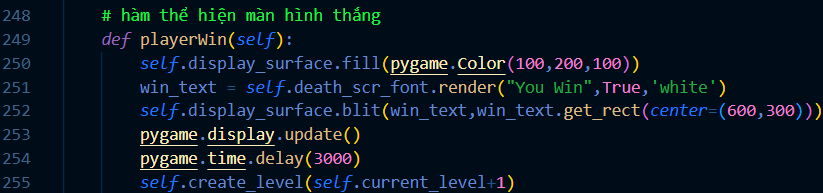 248 # hàm thể hiện màn hình thắng
249 def playerWin(self):
250 self.display_surface.fill(pygame.Color(100,200,100))
251 win_text = self.death_scr_font.render("You Win",True,'white')
252 self.display_surface.blit(win_text,win_text.get_rect(center=(600,300)))
253 pygame.display.update()
254 pygame.time.delay(3000)
255 self.create_level(self.current_level+1)